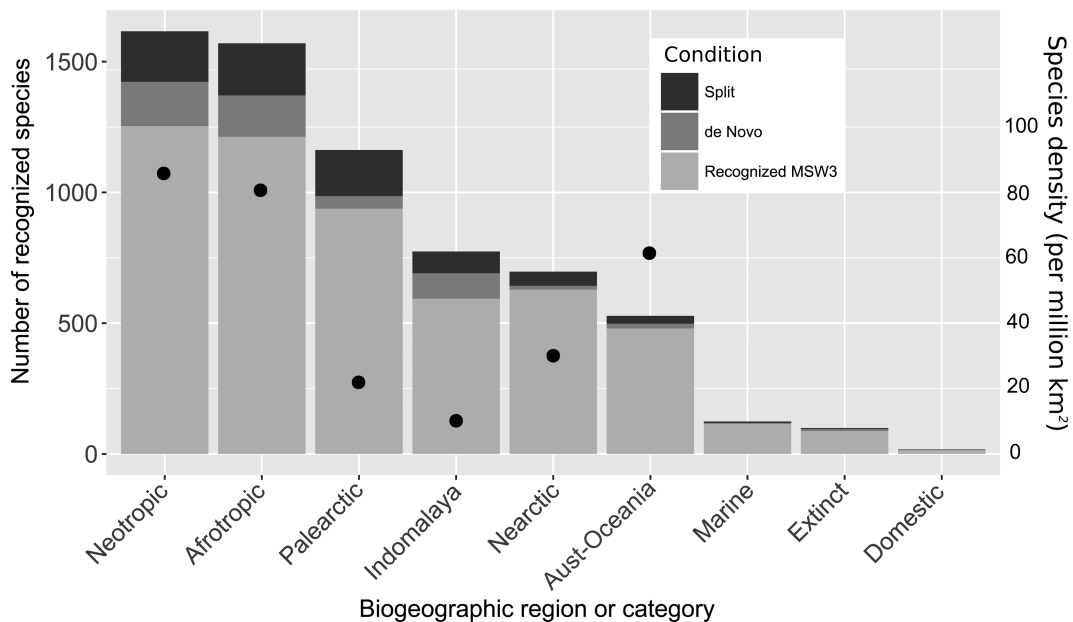 Number of recognized species
1500
1000
500
0
Condition
Split
de Novo
Recognized MSW3
100
80
60
40
20
0
Species density (per million km²)
Neotropic
Afrotropic
Palearctic
Indomalaya
Nearctic
Aust-Oceania
Marine
Extinct
Domestic
Biogeographic region or category